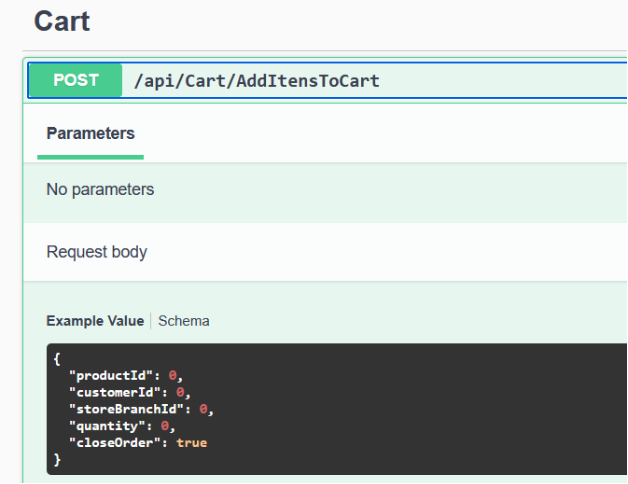 Cart
POST /api/Cart/AddItensToCart
Parameters
No parameters
Request body
Example Value Schema
{
"productId": 0,
"customerId": 0,
"storeBranchId": 0,
"quantity": 0,
"closeOrder": true
}